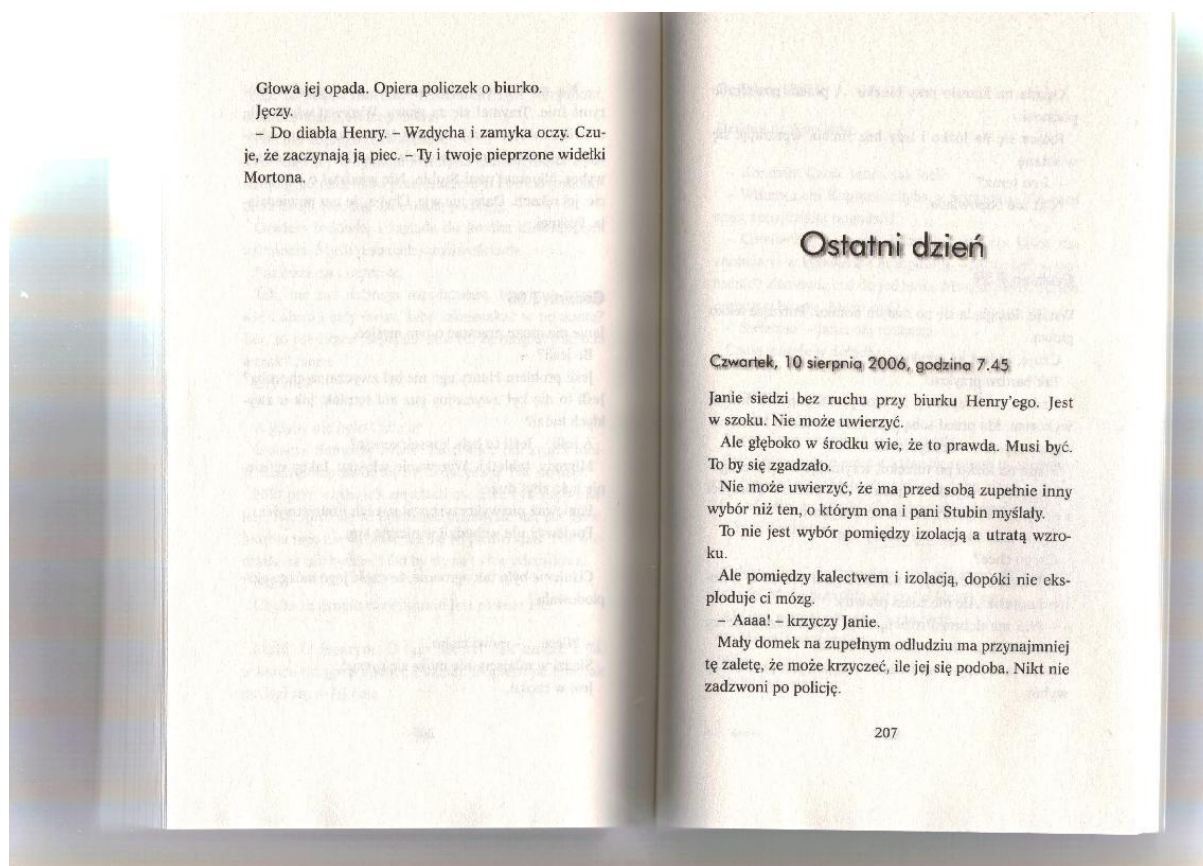 Głowa jej opada. Opiera policzek o biurko.
Jęczy.
– Do diabła Henry. – Wzdycha i zamyka oczy. Czu-
je, że zaczynają ją piec. – Ty i twoje pieprzone widełki
Mortona.
Ostatni dzień
Czwartek, 10 sierpnia 2006, godzina 7.45
Janie siedzi bez ruchu przy biurku Henry’ego. Jest
w szoku. Nie może uwierzyć.
Ale głęboko w środku wie, że to prawda. Musi być.
To by się zgadzało.
Nie może uwierzyć, że ma przed sobą zupełnie inny
wybór niż ten, o którym ona i pani Stubin myślały.
To nie jest wybór pomiędzy izolacją a utratą wzro-
ku.
Ale pomiędzy kalectwem i izolacją, dopóki nie eks-
ploduje ci mózg.
– Aaaa! – krzyczy Janie.
Mały domek na zupełnym odludziu ma przynajmniej
tę zaletę, że może krzyczeć, ile jej się podoba. Nikt nie
zadzwoni po policję.
207